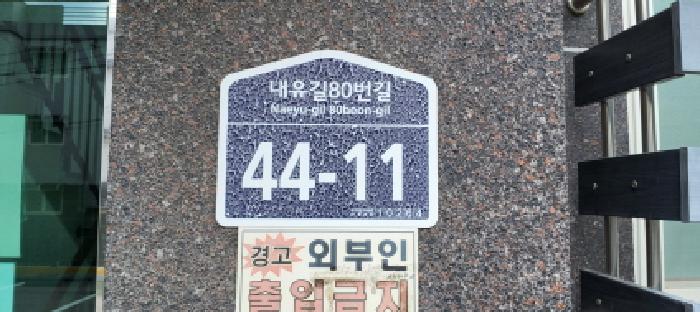 내유길80번길
Naeyu-gil 80beon-gil
44-11
경고 외부인
출입금지